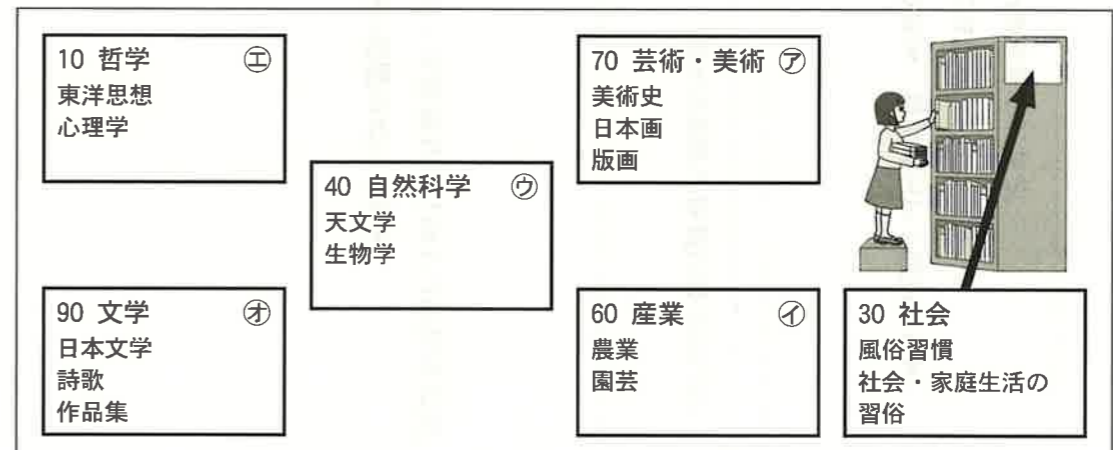 10 哲学 ㋓
東洋思想
心理学
70 芸術・美術 ㋐
美術史
日本画
版画
40 自然科学 ㋒
天文学
生物学
90 文学 ㋔
日本文学
詩歌
作品集
60 産業 ㋑
農業
園芸
30 社会
風俗習慣
社会・家庭生活の
習俗